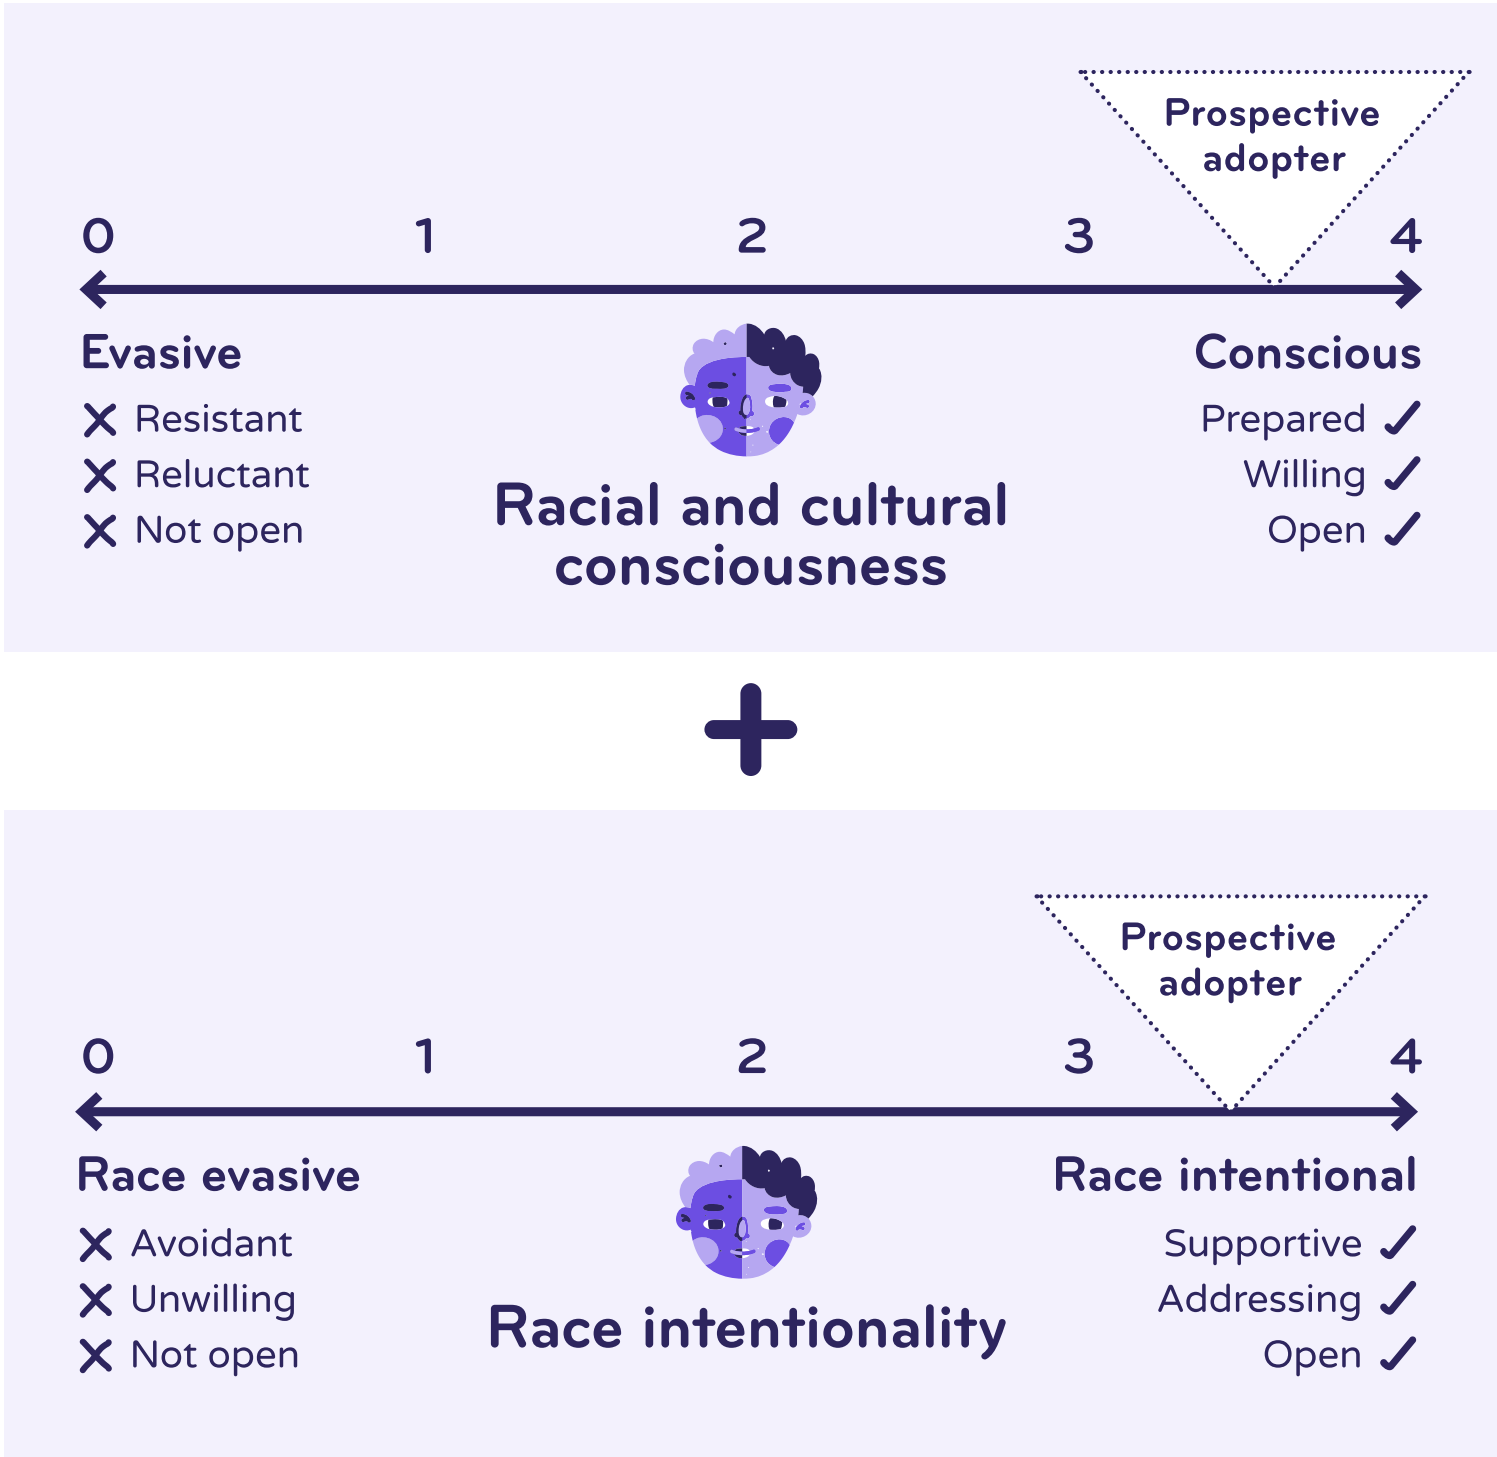 Prospective
adopter
0 1 2 3 4
Evasive
Resistant
Reluctant
Not open
Racial and cultural
consciousness
Conscious
Prepared
Willing
Open
Prospective
adopter
0 1 2 3 4
Race evasive
Avoidant
Unwilling
Not open
Race intentionality
Race intentional
Supportive
Addressing
Open